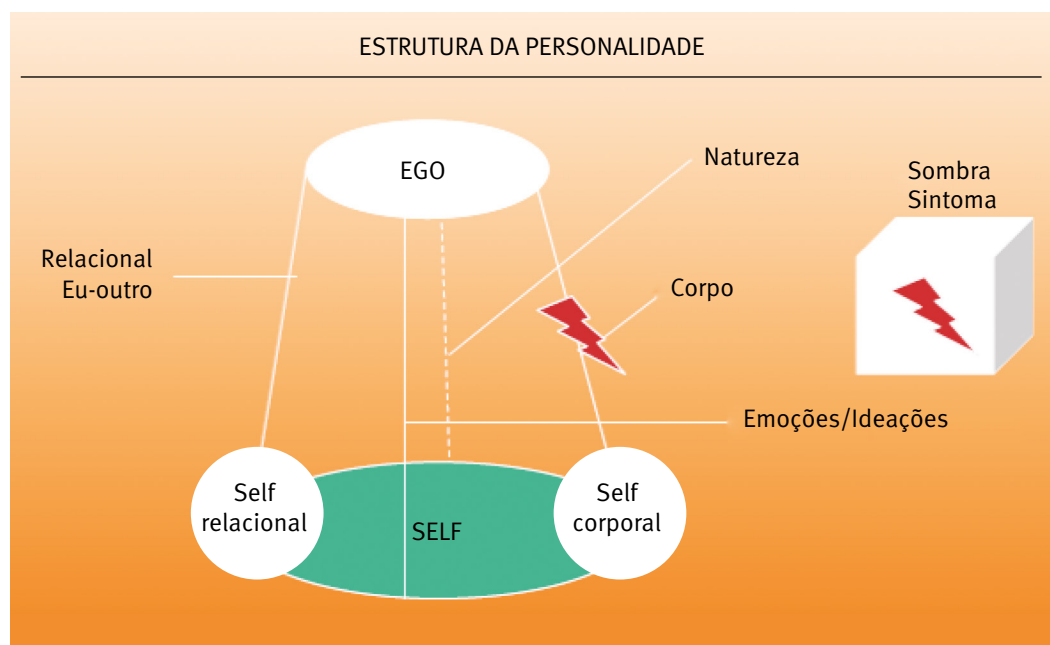 ESTRUTURA DA PERSONALIDADE
EGO
Natureza
Sombra
Sintoma
Relacional
Eu-outro
Corpo
Emoções/Ideações
Self
relacional
SELF
Self
corporal